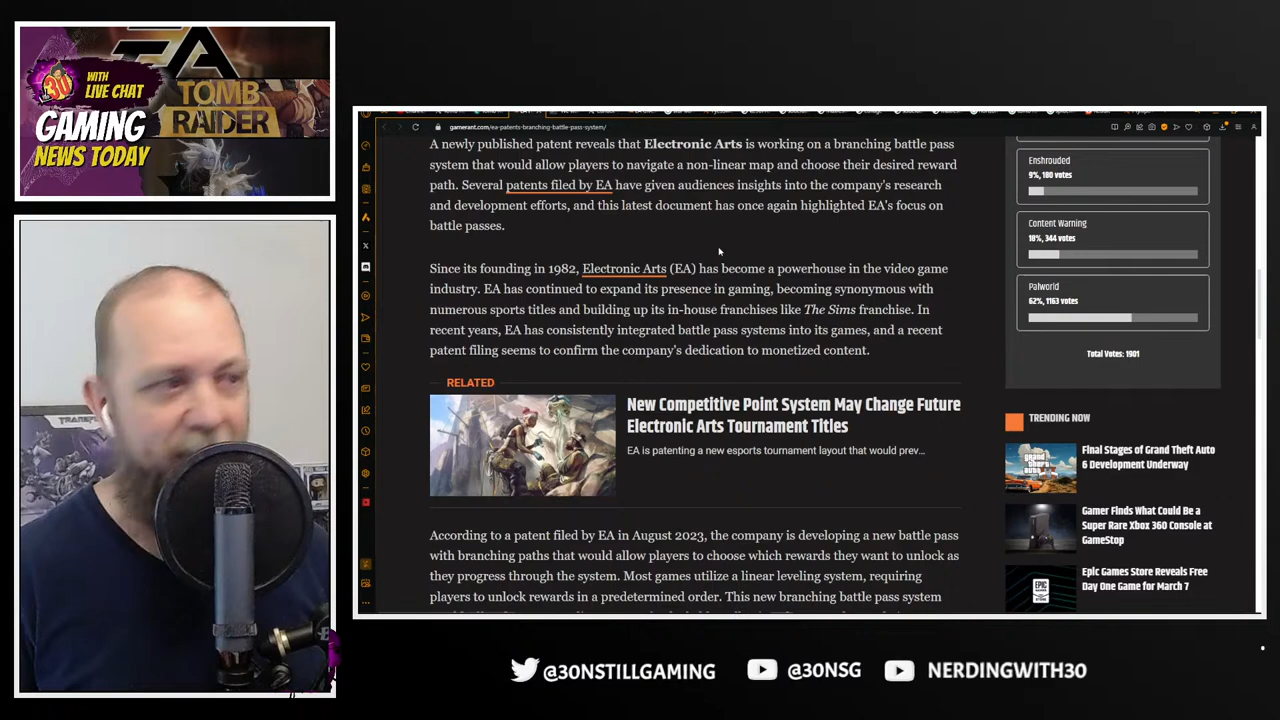 EA
30
WITH
LIVE CHAT
TOMB
RAIDER
GAMING
NEWS TODAY
gamerant.com/ea-patents-branching-battle-pass-system/
A newly published patent reveals that Electronic Arts is working on a branching battle pass
system that would allow players to navigate a non-linear map and choose their desired reward
path. Several patents filed by EA have given audiences insights into the company's research
and development efforts, and this latest document has once again highlighted EA's focus on
battle passes.
Since its founding in 1982, Electronic Arts (EA) has become a powerhouse in the video game
industry. EA has continued to expand its presence in gaming, becoming synonymous with
numerous sports titles and building up its in-house franchises like The Sims franchise. In
recent years, EA has consistently integrated battle pass systems into its games, and a recent
patent filing seems to confirm the company's dedication to monetized content.
RELATED
New Competitive Point System May Change Future
Electronic Arts Tournament Titles
EA is patenting a new esports tournament layout that would prev...
According to a patent filed by EA in August 2023, the company is developing a new battle pass
with branching paths that would allow players to choose which rewards they want to unlock as
they progress through the system. Most games utilize a linear leveling system, requiring
players to unlock rewards in a predetermined order. This new branching battle pass system
Enshrouded
9%, 180 votes
Content Warning
18%, 344 votes
Palworld
62%, 1163 votes
Total Votes: 1901
TRENDING NOW
Final Stages of Grand Theft Auto
6 Development Underway
Gamer Finds What Could Be a
Super Rare Xbox 360 Console at
GameStop
Epic Games Store Reveals Free
Day One Game for March 7
EPIC
GAMES
@30NSTILLGAMING
@30NSG
NERDINGWITH30